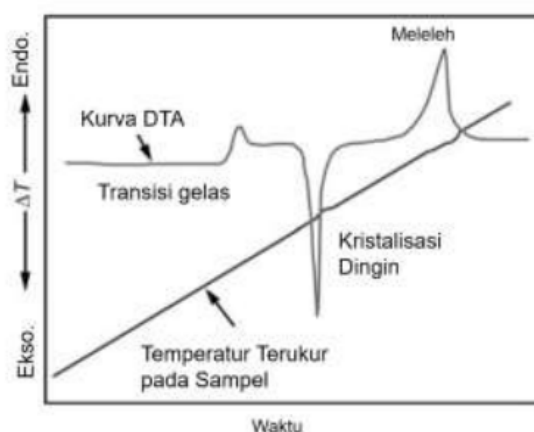 Meleleh
Endo.
Kurva DTA
Transisi gelas
ΔT
Kristalisasi
Dingin
Ekso.
Temperatur Terukur
pada Sampel
Waktu